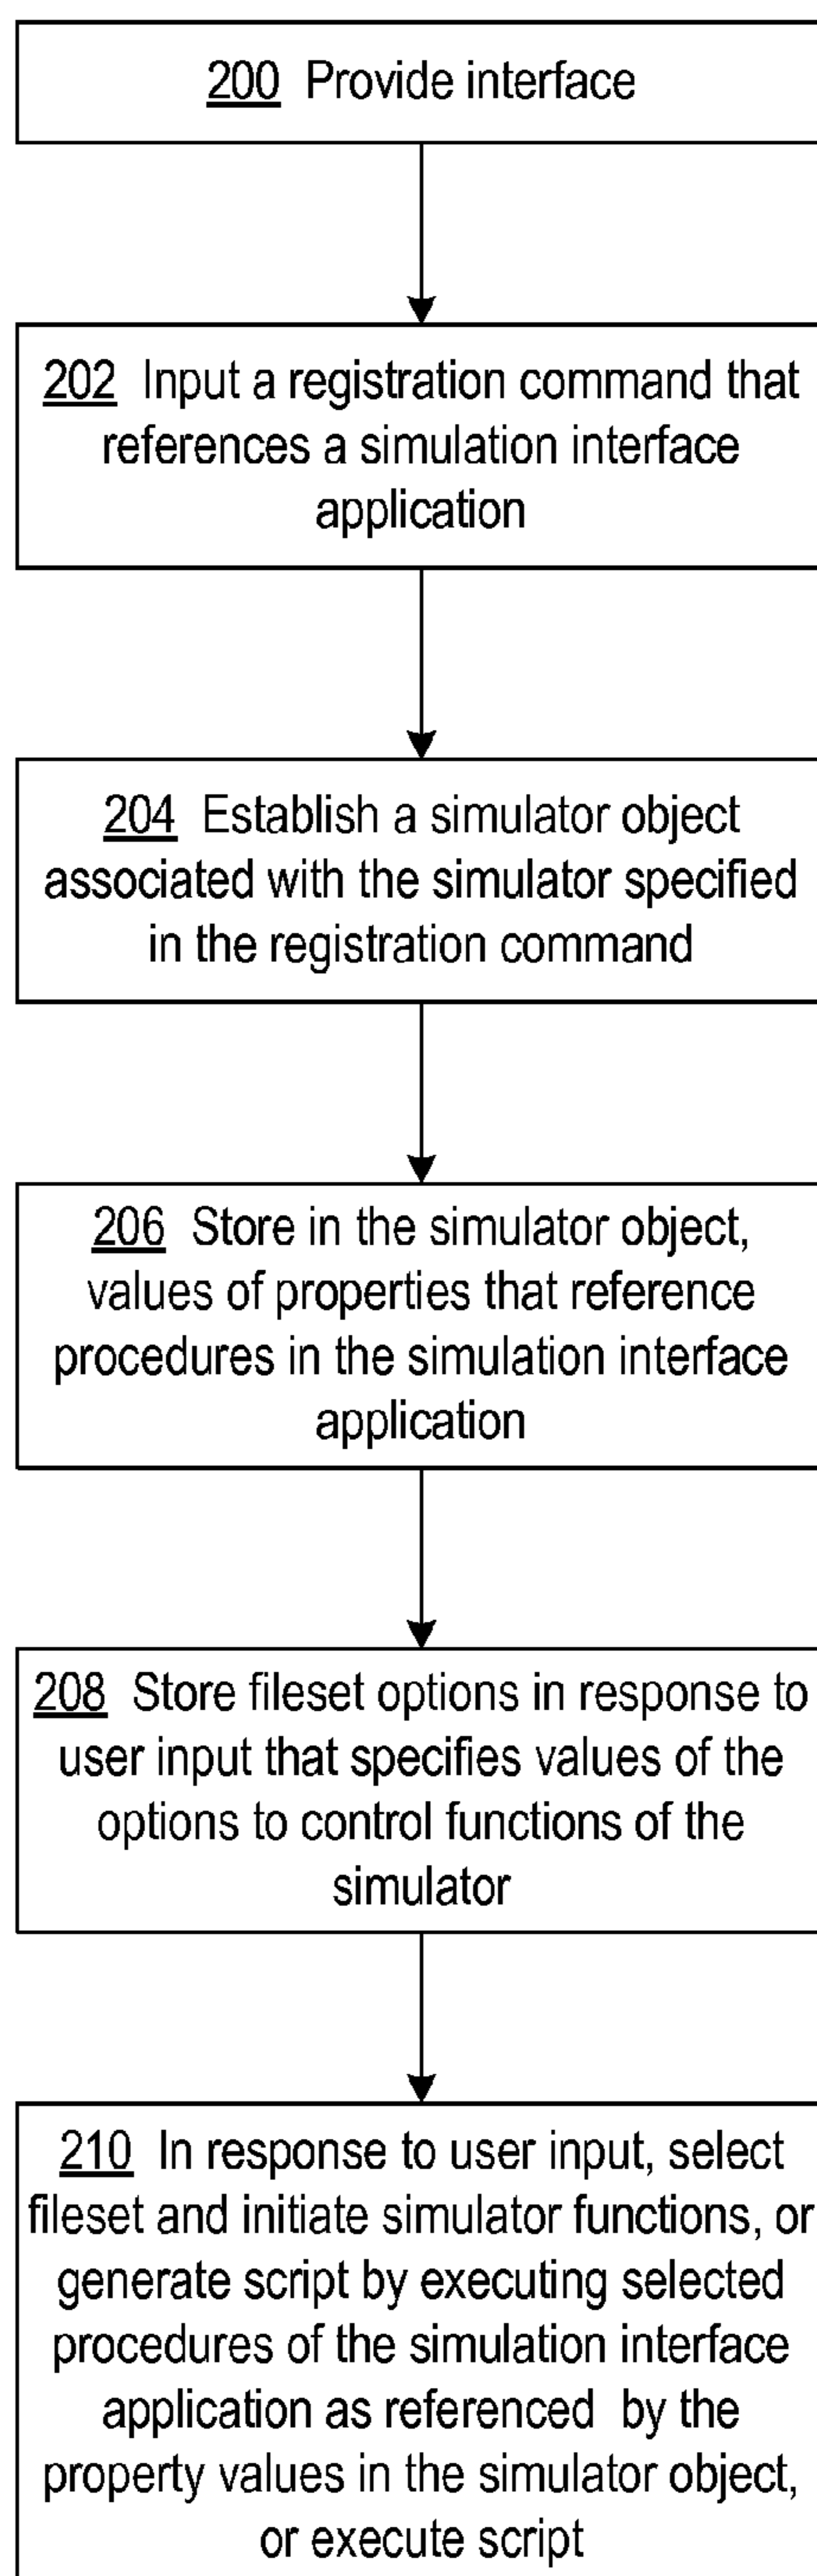 200 Provide interface
202 Input a registration command that
references a simulation interface
application
204 Establish a simulator object
associated with the simulator specified
in the registration command
206 Store in the simulator object,
values of properties that reference
procedures in the simulation interface
application
208 Store fileset options in response to
user input that specifies values of the
options to control functions of the
simulator
210 In response to user input, select
fileset and initiate simulator functions, or
generate script by executing selected
procedures of the simulation interface
application as referenced by the
property values in the simulator object,
or execute script